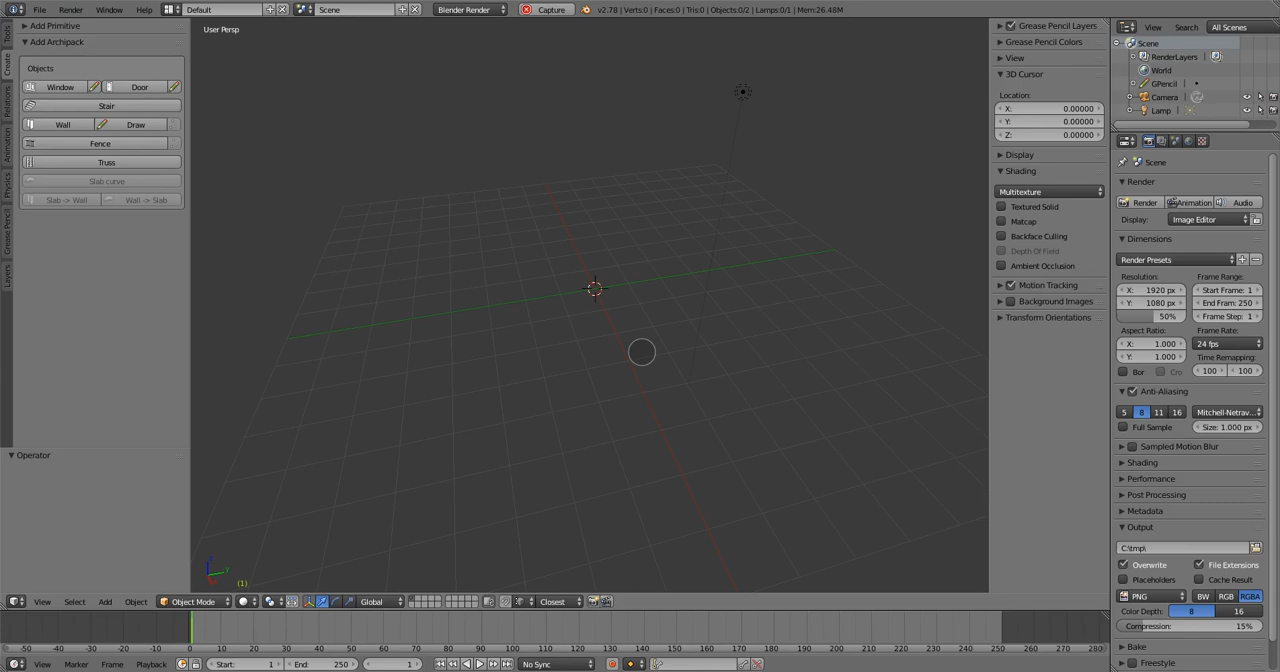 File Render Window Help Default Scene Blender Render Capture v2.78 | Verts:0 | Faces:0 | Tris:0 | Objects:0/2 | Lamps:0/1 | Mem:26.48M
Tools
Create
Relations
Animation
Physics
Grease Pencil
Layers
Add Primitive
Add Archipack
Objects
Window Door
Stair
Wall Draw
Fence
Truss
Slab curve
Slab -> Wall Wall -> Slab
Operator
User Persp
(1)
Grease Pencil Layers
Grease Pencil Colors
View
3D Cursor
Location:
X: 0.00000
Y: 0.00000
Z: 0.00000
Display
Shading
Multitexture
Textured Solid
Matcap
Backface Culling
Depth Of Field
Ambient Occlusion
Motion Tracking
Background Images
Transform Orientations
View Search All Scenes
Scene
RenderLayers
World
GPencil
Camera
Lamp
Scene
Render
Render Animation Audio
Display: Image Editor
Dimensions
Render Presets
Resolution: Frame Range:
X: 1920 px Start Frame: 1
Y: 1080 px End Fram: 250
50% Frame Step: 1
Aspect Ratio: Frame Rate:
X: 1.000 24 fps
Y: 1.000 Time Remapping:
Bor Cro 100 100
Anti-Aliasing
5 8 11 16 Mitchell-Netrav...
Full Sample Size: 1.000 px
Sampled Motion Blur
Shading
Performance
Post Processing
Metadata
Output
C:\tmp\
Overwrite File Extensions
Placeholders Cache Result
PNG BW RGB RGBA
Color Depth: 8 16
Compression: 15%
Bake
Freestyle
View Select Add Object Object Mode Global Closest
-50 -40 -30 -20 -10 0 10 20 30 40 50 60 70 80 90 100 110 120 130 140 150 160 170 180 190 200 210 220 230 240 250 260 270 280
View Marker Frame Playback Start: 1 End: 250 1 No Sync